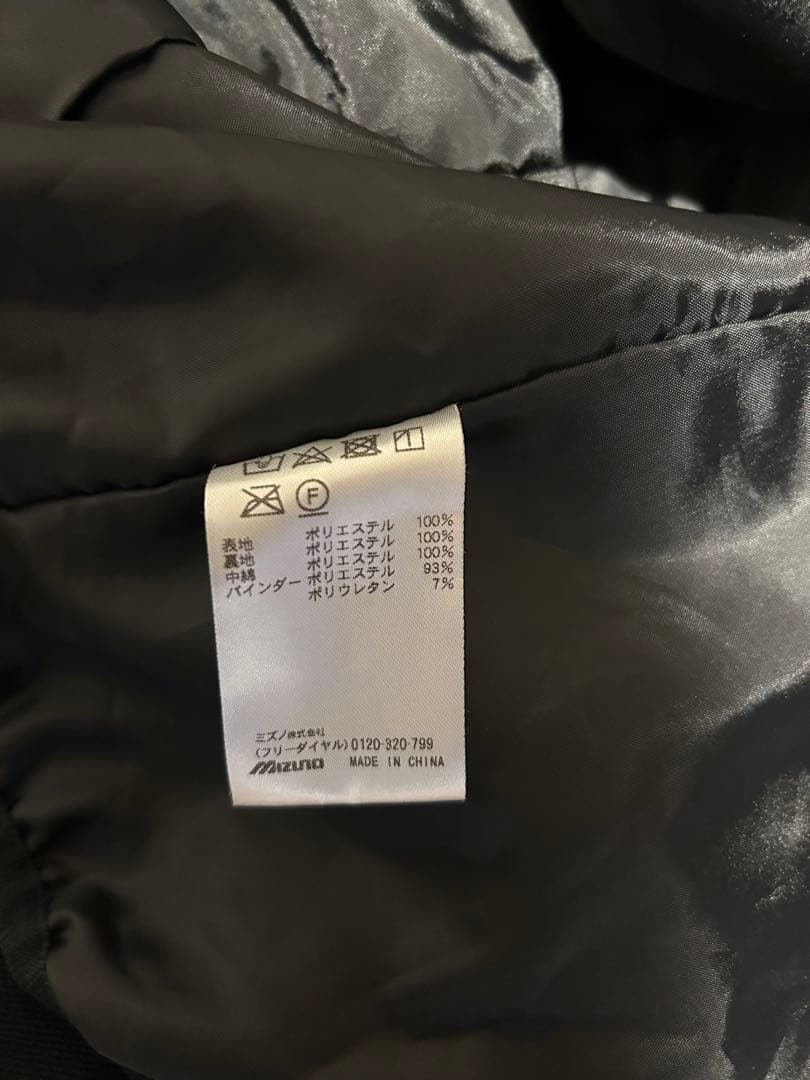 F
表地 ポリエステル 100%
裏地 ポリエステル 100%
中綿 ポリエステル 100%
バインダー ポリエステル 93%
ポリウレタン 7%
ミズノ株式会社
(フリーダイヤル)0120-320-799
Mizuno MADE IN CHINA